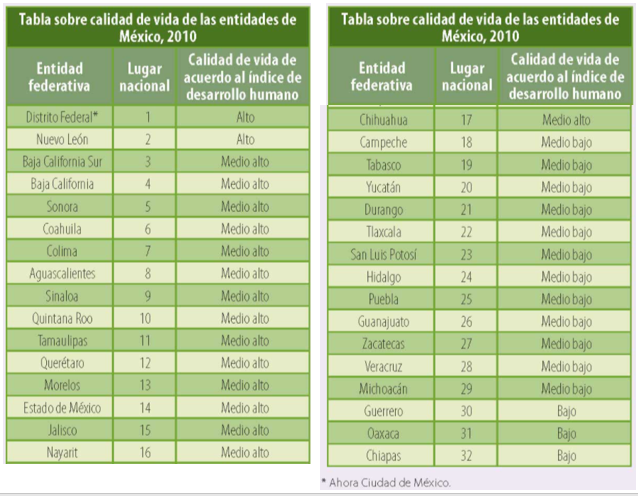 Tabla sobre calidad de vida de las entidades de
México, 2010
Entidad federativa Lugar nacional Calidad de vida de acuerdo al índice de desarrollo humano
Distrito Federal* 1 Alto
Nuevo León 2 Alto
Baja California Sur 3 Medio alto
Baja California 4 Medio alto
Sonora 5 Medio alto
Coahuila 6 Medio alto
Colima 7 Medio alto
Aguascalientes 8 Medio alto
Sinaloa 9 Medio alto
Quintana Roo 10 Medio alto
Tamaulipas 11 Medio alto
Querétaro 12 Medio alto
Morelos 13 Medio alto
Estado de México 14 Medio alto
Jalisco 15 Medio alto
Nayarit 16 Medio alto
Tabla sobre calidad de vida de las entidades de
México, 2010
Entidad federativa Lugar nacional Calidad de vida de acuerdo al índice de desarrollo humano
Chihuahua 17 Medio alto
Campeche 18 Medio bajo
Tabasco 19 Medio bajo
Yucatán 20 Medio bajo
Durango 21 Medio bajo
Tlaxcala 22 Medio bajo
San Luis Potosí 23 Medio bajo
Hidalgo 24 Medio bajo
Puebla 25 Medio bajo
Guanajuato 26 Medio bajo
Zacatecas 27 Medio bajo
Veracruz 28 Medio bajo
Michoacán 29 Medio bajo
Guerrero 30 Bajo
Oaxaca 31 Bajo
Chiapas 32 Bajo
* Ahora Ciudad de México.